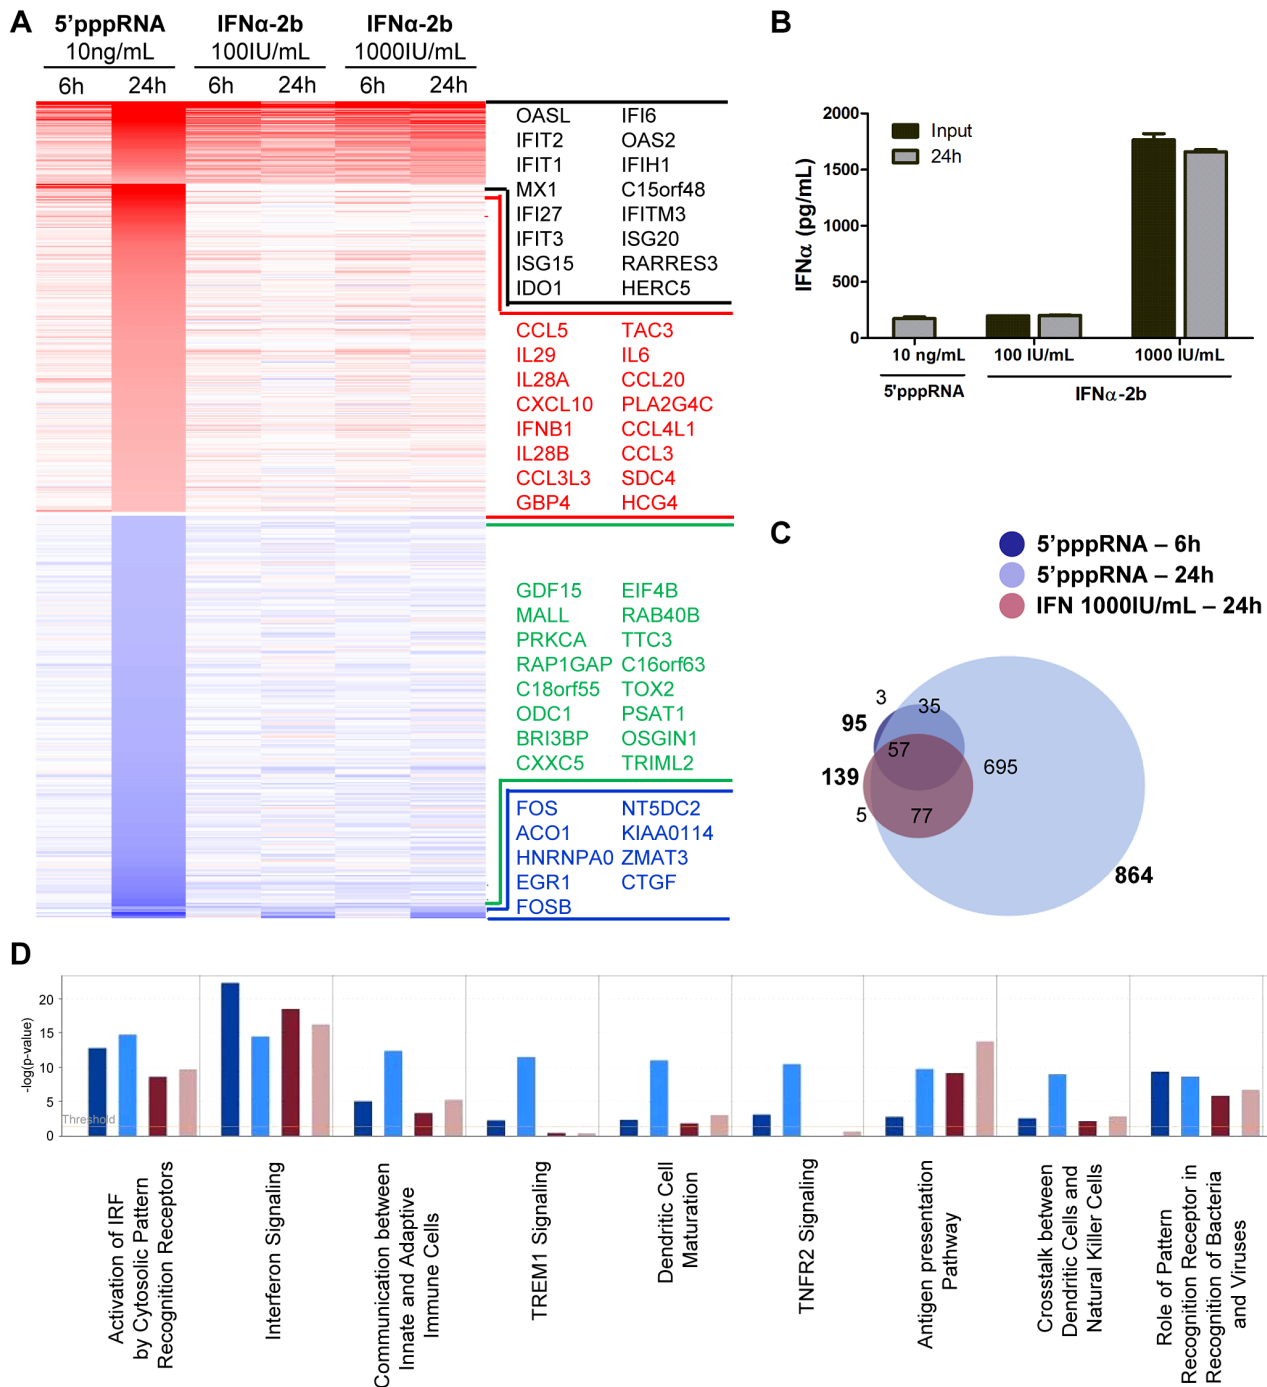 A
5'pppRNA
10ng/mL
IFNα-2b
100IU/mL
IFNα-2b
1000IU/mL
6h 24h 6h 24h 6h 24h
OASL IFI6
IFIT2 OAS2
IFIT1 IFIH1
MX1 C15orf48
IFI27 IFITM3
IFIT3 ISG20
ISG15 RARRES3
IDO1 HERC5
CCL5 TAC3
IL29 IL6
IL28A CCL20
CXCL10 PLA2G4C
IFNB1 CCL4L1
IL28B CCL3
CCL3L3 SDC4
GBP4 HCG4
GDF15 EIF4B
MALL RAB40B
PRKCA TTC3
RAP1GAP C16orf63
C18orf55 TOX2
ODC1 PSAT1
BRI3BP OSGIN1
CXXC5 TRIML2
FOS NT5DC2
ACO1 KIAA0114
HNRNPA0 ZMAT3
EGR1 CTGF
FOSB
B
IFNα (pg/mL)
2000
1500
1000
500
0
Input
24h
10 ng/mL 100 IU/mL 1000 IU/mL
5'pppRNA IFNα-2b
C
5'pppRNA – 6h
5'pppRNA – 24h
IFN 1000IU/mL – 24h
3 35
95
57
695
139
5 77
864
D
-log(p-value)
20
15
10
5
0
Threshold
Activation of IRF
by Cytosolic Pattern
Recognition Receptors
Interferon Signaling
Communication between
Innate and Adaptive
Immune Cells
TREM1 Signaling
Dendritic Cell
Maturation
TNFR2 Signaling
Antigen presentation
Pathway
Crosstalk between
Dendritic Cells and
Natural Killer Cells
Role of Pattern
Recognition Receptor in
Recognition of Bacteria
and Viruses